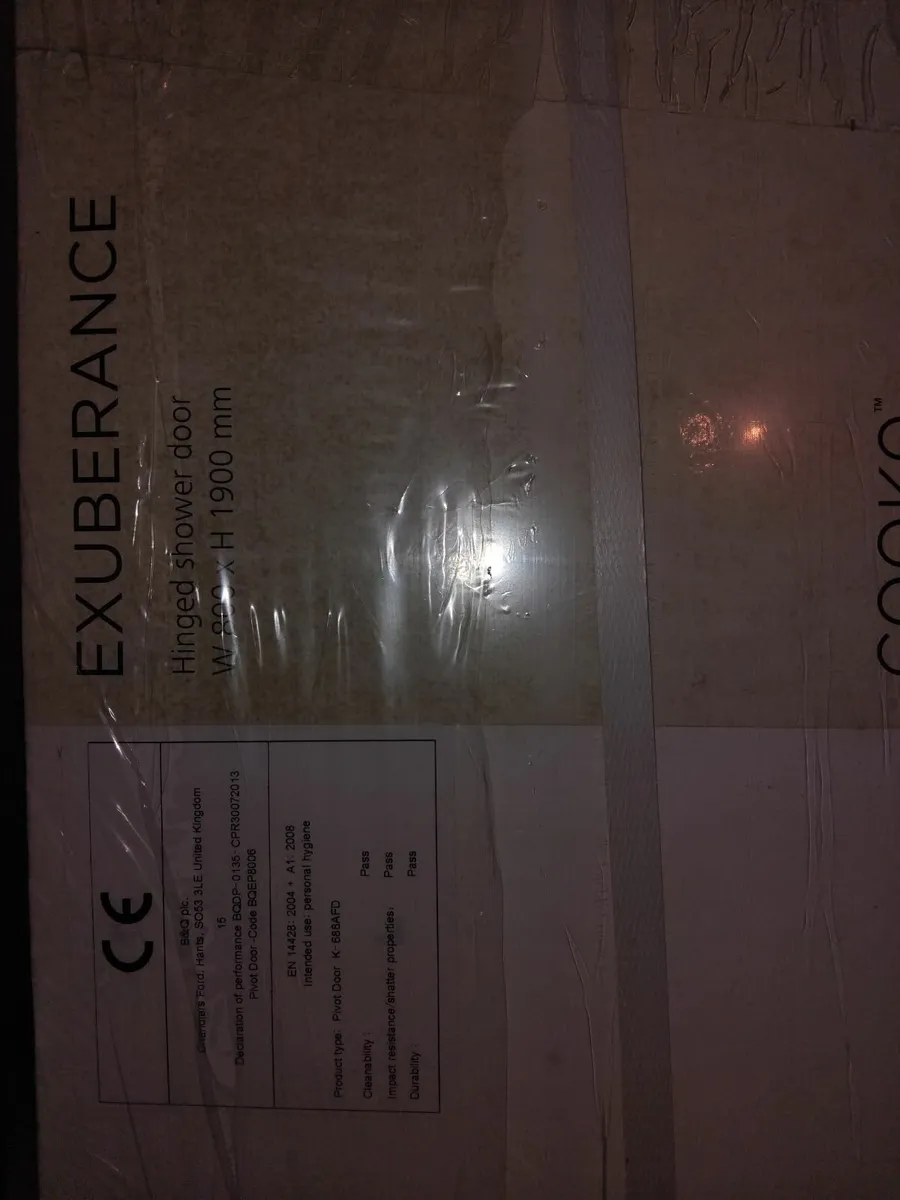 EXUBERANCE
Hinged shower door
W 800 x H 1900 mm
CE
B&Q plc.
Chandlers Ford, Hants, SO53 3LE United Kingdom
15
Declaration of performance BQDP-0135-CPR30072013
Pivot Door -Code BQEP8006
EN 14428: 2004 + A1: 2008
Intended use: personal hygiene
Product type: Pivot Door K-688AFD
Cleanability : Pass
Impact resistance/shatter properties: Pass
Durability : Pass
TM